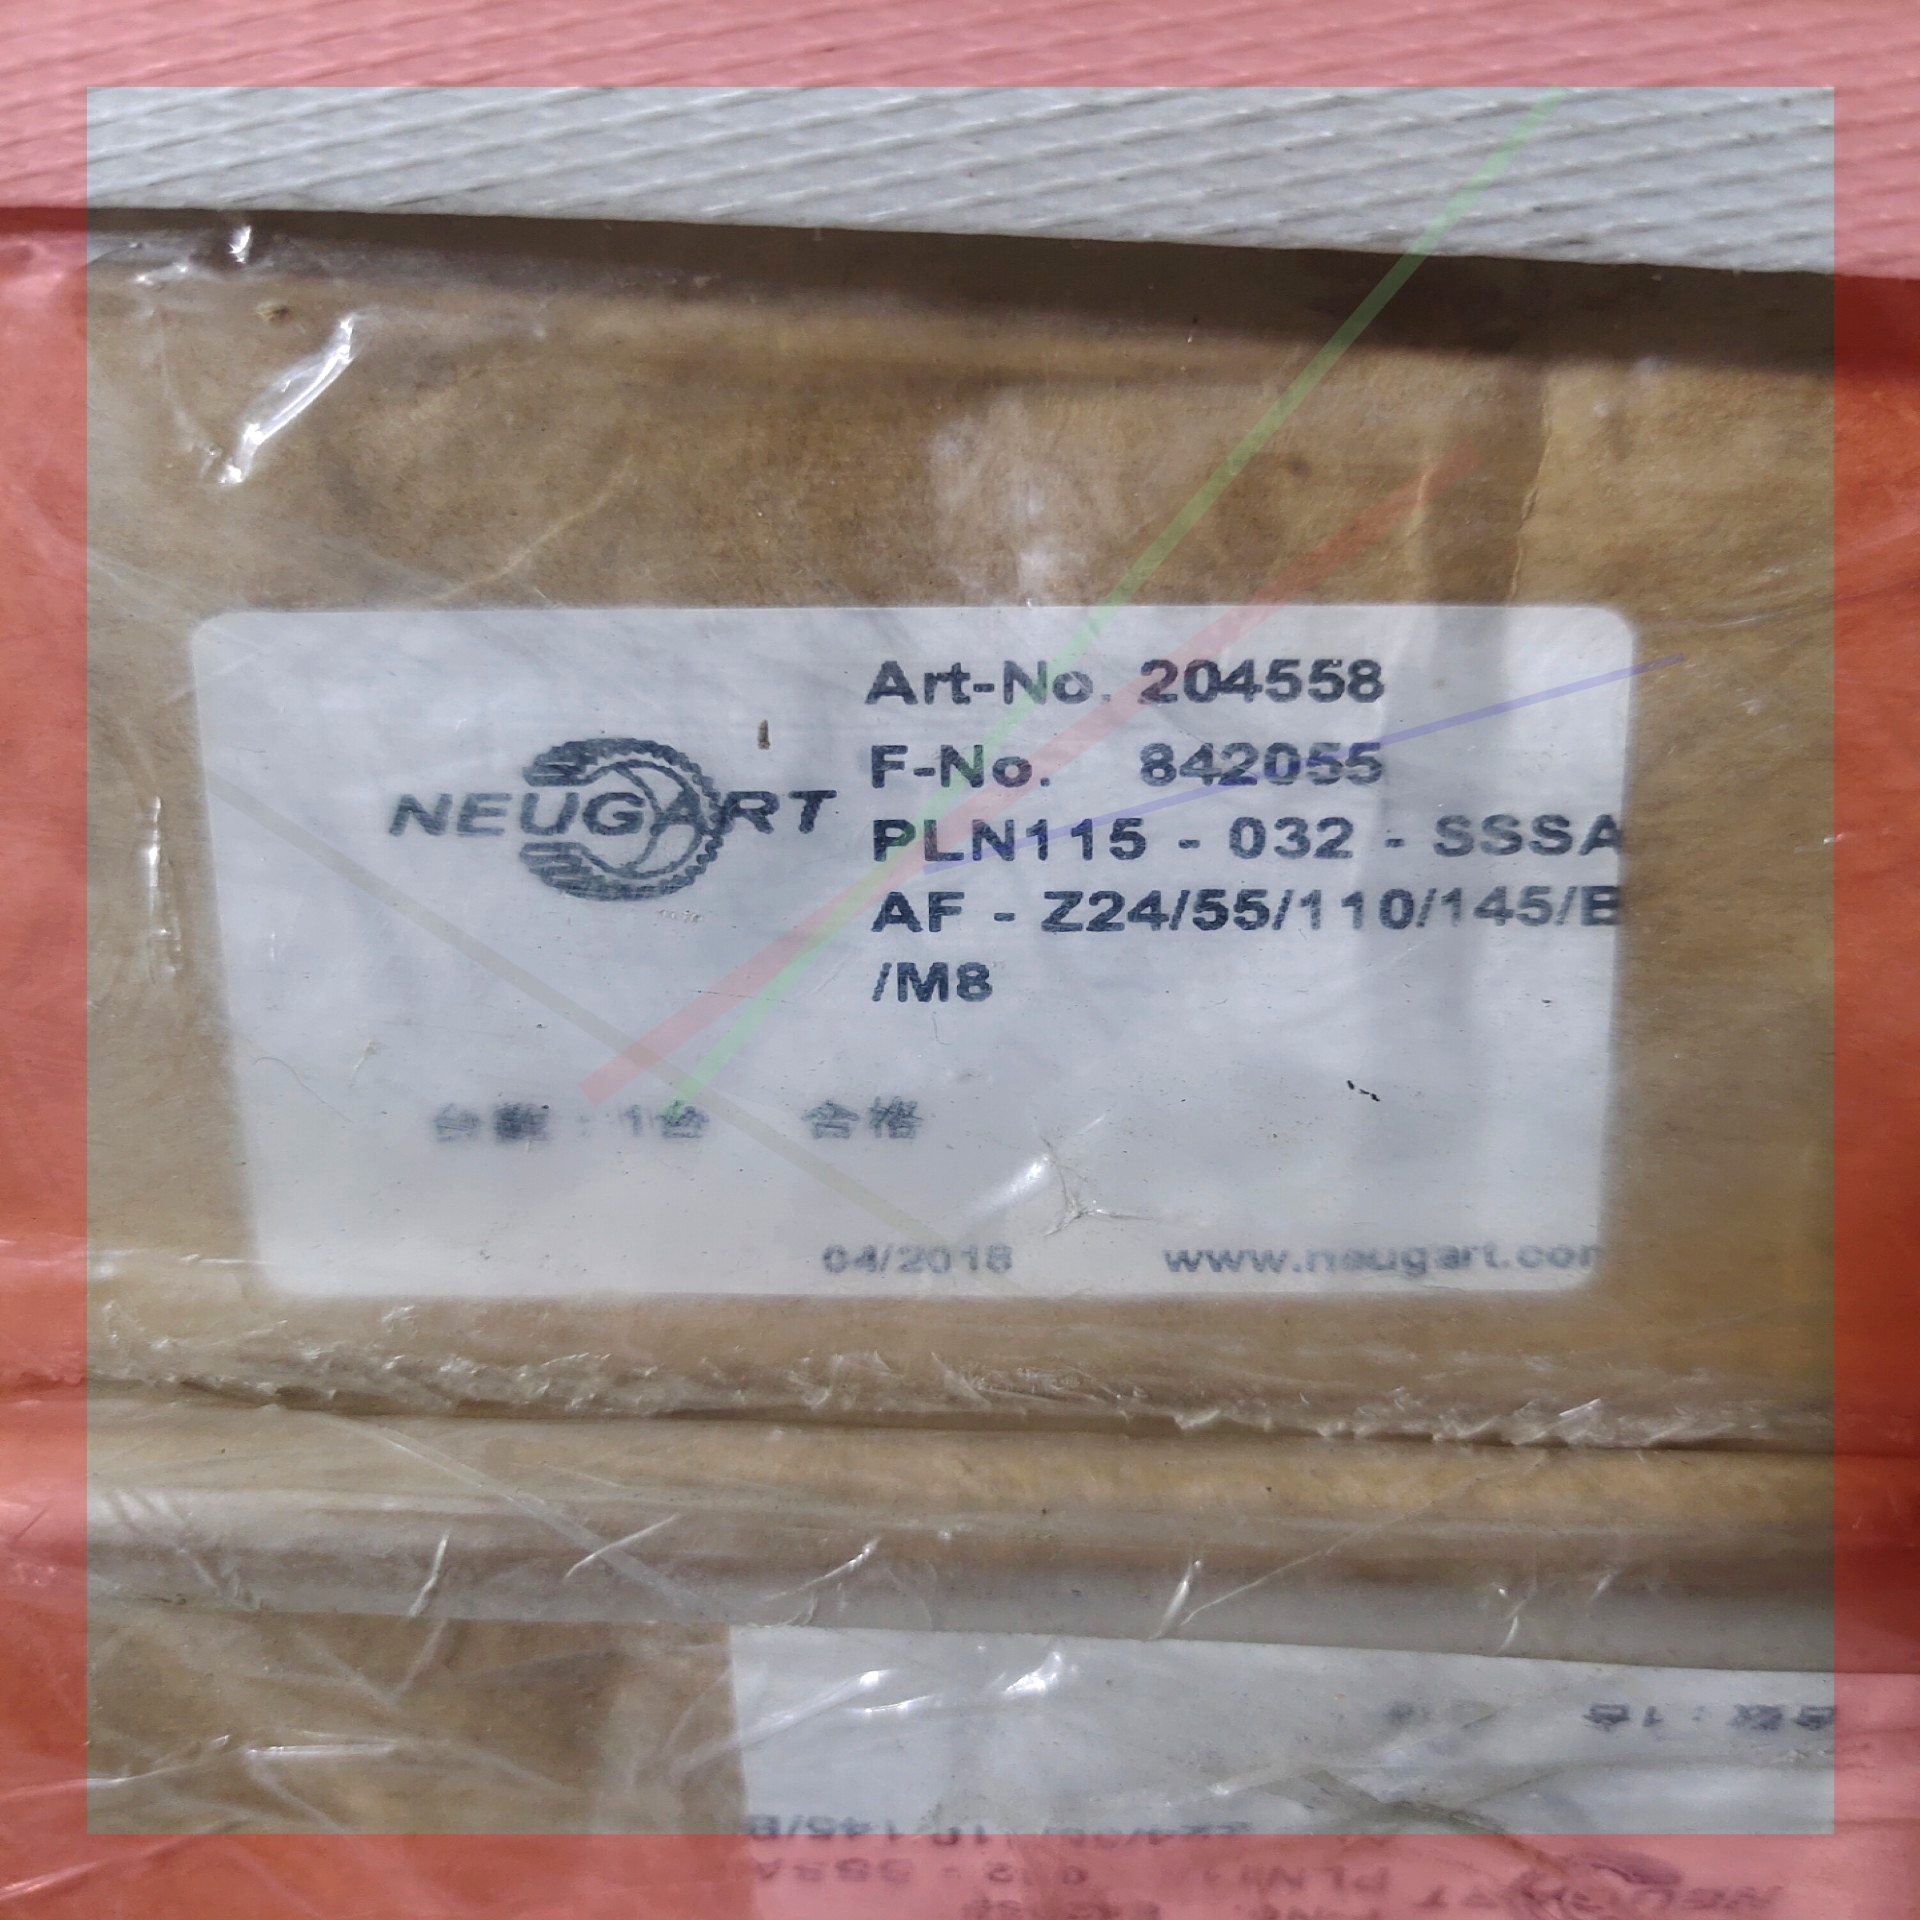 NEUGART
Art-No. 204558
F-No. 842055
PLN115 - 032 - SSSA
AF - Z24/55/110/145/B
/M8
台数：1台 合格
04/2018 www.neugart.com